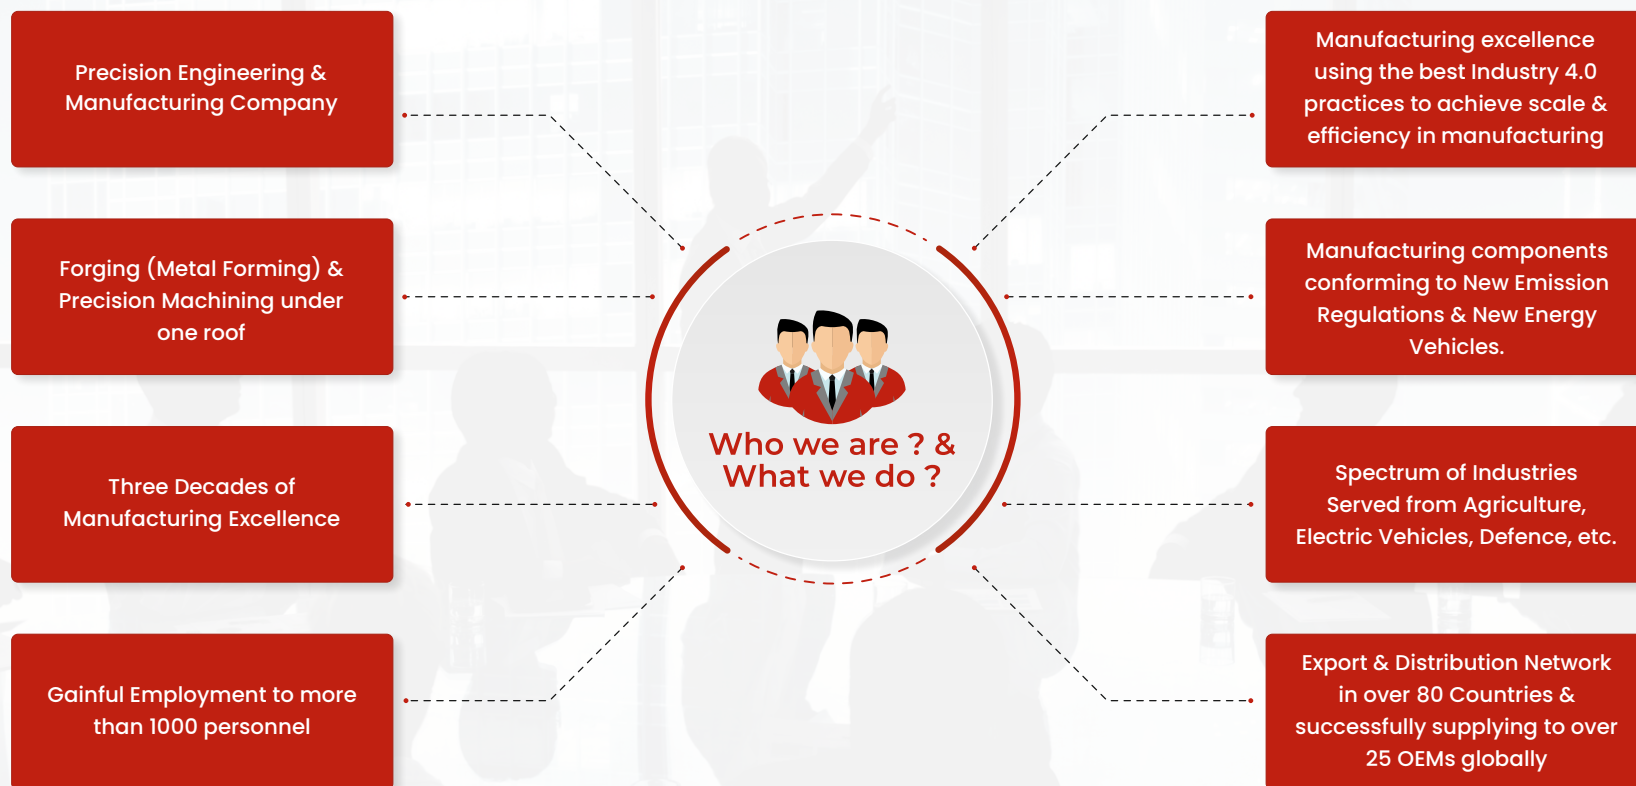 Precision Engineering &
Manufacturing Company
Forging (Metal Forming) &
Precision Machining under
one roof
Three Decades of
Manufacturing Excellence
Gainful Employment to more
than 1000 personnel
Who we are ? &
What we do ?
Manufacturing excellence
using the best Industry 4.0
practices to achieve scale &
efficiency in manufacturing
Manufacturing components
conforming to New Emission
Regulations & New Energy
Vehicles.
Spectrum of Industries
Served from Agriculture,
Electric Vehicles, Defence, etc.
Export & Distribution Network
in over 80 Countries &
successfully supplying to over
25 OEMs globally